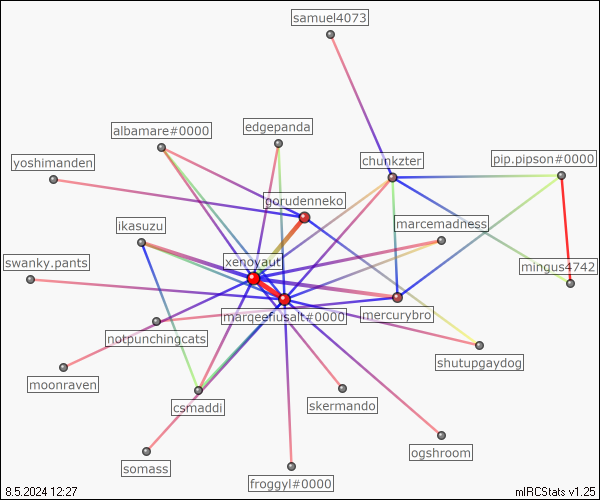 samuel4073
albamare#0000
edgepanda
yoshimanden
chunkzter
pip.pipson#0000
gorudenneko
ikasuzu
marcemadness
swanky.pants
xenoyaut
mingus4742
marqeefiusalt#0000
mercurybro
notpunchingcats
shutupgaydog
moonraven
csmaddi
skermando
ogshroom
somass
froggyl#0000
8.5.2024 12:27
mIRCStats v1.25